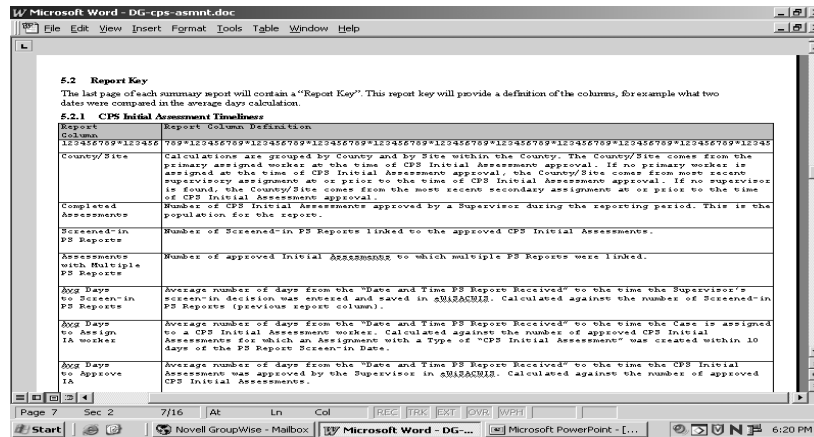 Microsoft Word - DG-cps-asmnt.doc
File Edit View Insert Format Tools Table Window Help
L
5.2 Report Key
The last page of each summary report will contain a "Report Key". This report key will provide a definition of the columns, for example what two
dates were compared in the average days calculation.
5.2.1 CPS Initial Assessment Timeliness
Report Column
Report Column Definition
123456789*123456 789*123456789*123456789*123456789*123456789*123456789*123456789*123456789*12345
County/Site
Calculations are grouped by County and by Site within the County. The County/Site comes from the
primary assigned worker at the time of CPS Initial Assessment approval. If no primary worker is
assigned at the time of CPS Initial Assessment approval, the County/Site comes from most recent
supervisory assignment at or prior to the time of CPS Initial Assessment approval. If no supervisor
is found, the County/Site comes from the most recent secondary assignment at or prior to the time
of CPS Initial Assessment approval.
Completed
Assessments
Number of CPS Initial Assessments approved by a Supervisor during the reporting period. This is the
population for the report.
Screened-in
PS Reports
Number of Screened-in PS Reports linked to the approved CPS Initial Assessments.
Assessments
with Multiple
PS Reports
Number of approved Initial Assesments to which multiple PS Reports were linked.
Avg Days
to Screen-in
PS Reports
Average number of days from the "Date and Time PS Report Received" to the time the Supervisor's
screen-in decision was entered and saved in eWiSACWIS. Calculated against the number of Screened-in
PS Reports (previous report column).
Avg Days
to Assign
IA worker
Average number of days from the "Date and Time PS Report Received" to the time the Case is assigned
to a CPS Initial Assessment worker. Calculated against the number of approved CPS Initial
Assessments for which an Assignment with a Type of "CPS Initial Assessment" was created within 10
days of the PS Report Screen-in Date.
Avg Days
to Approve
IA
Average number of days from the "Date and Time PS Report Received" to the time the CPS Initial
Assessment was approved by the Supervisor in eWiSACWIS. Calculated against the number of approved
CPS Initial Assessments.
Page 7 Sec 2 7/16 At Ln Col REC TRK EXT OVR WPH
Start Novell GroupWise - Mailbox Microsoft Word - DG-... Microsoft PowerPoint - [... 6:20 PM